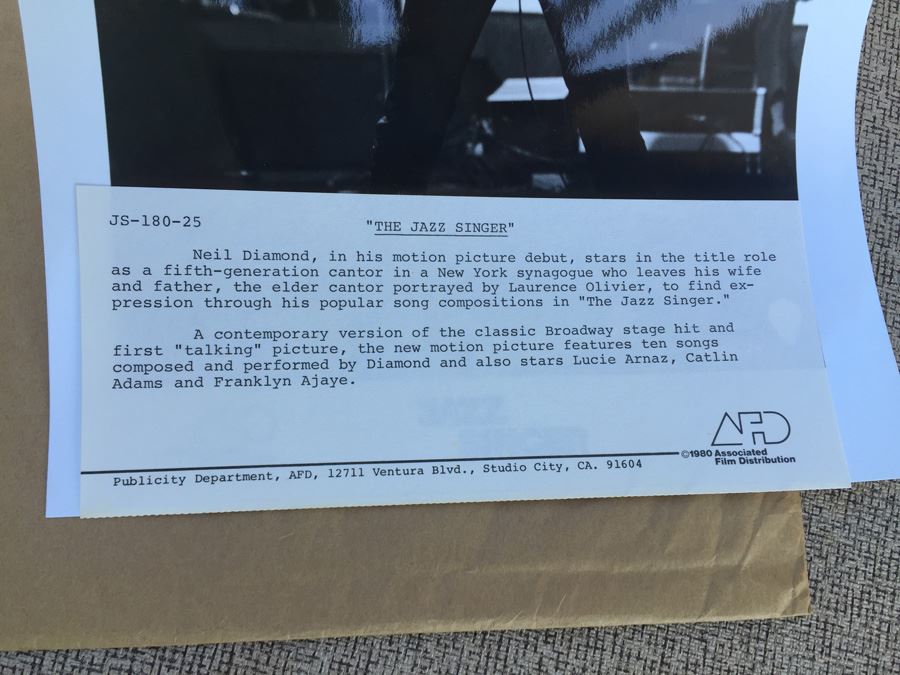 JS-180-25
"THE JAZZ SINGER"
Neil Diamond, in his motion picture debut, stars in the title role
as a fifth-generation cantor in a New York synagogue who leaves his wife
and father, the elder cantor portrayed by Laurence Olivier, to find ex-
pression through his popular song compositions in "The Jazz Singer."
A contemporary version of the classic Broadway stage hit and
first "talking" picture, the new motion picture features ten songs
composed and performed by Diamond and also stars Lucie Arnaz, Catlin
Adams and Franklyn Ajaye.
AFD
©1980 Associated
Film Distribution
Publicity Department, AFD, 12711 Ventura Blvd., Studio City, CA. 91604